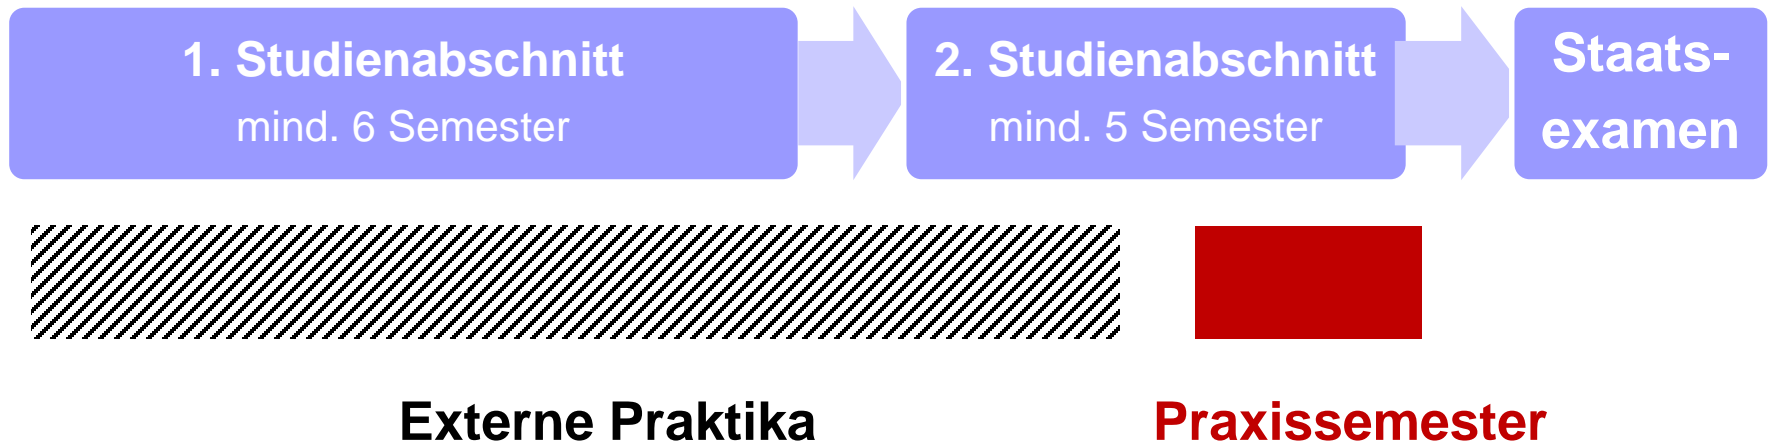 1. Studienabschnitt
mind. 6 Semester
2. Studienabschnitt
mind. 5 Semester
Staats-
examen
Externe Praktika
Praxissemester